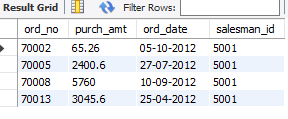 Result Grid Filter Rows:
ord_no purch_amt ord_date salesman_id
70002 65.26 05-10-2012 5001
70005 2400.6 27-07-2012 5001
70008 5760 10-09-2012 5001
70013 3045.6 25-04-2012 5001